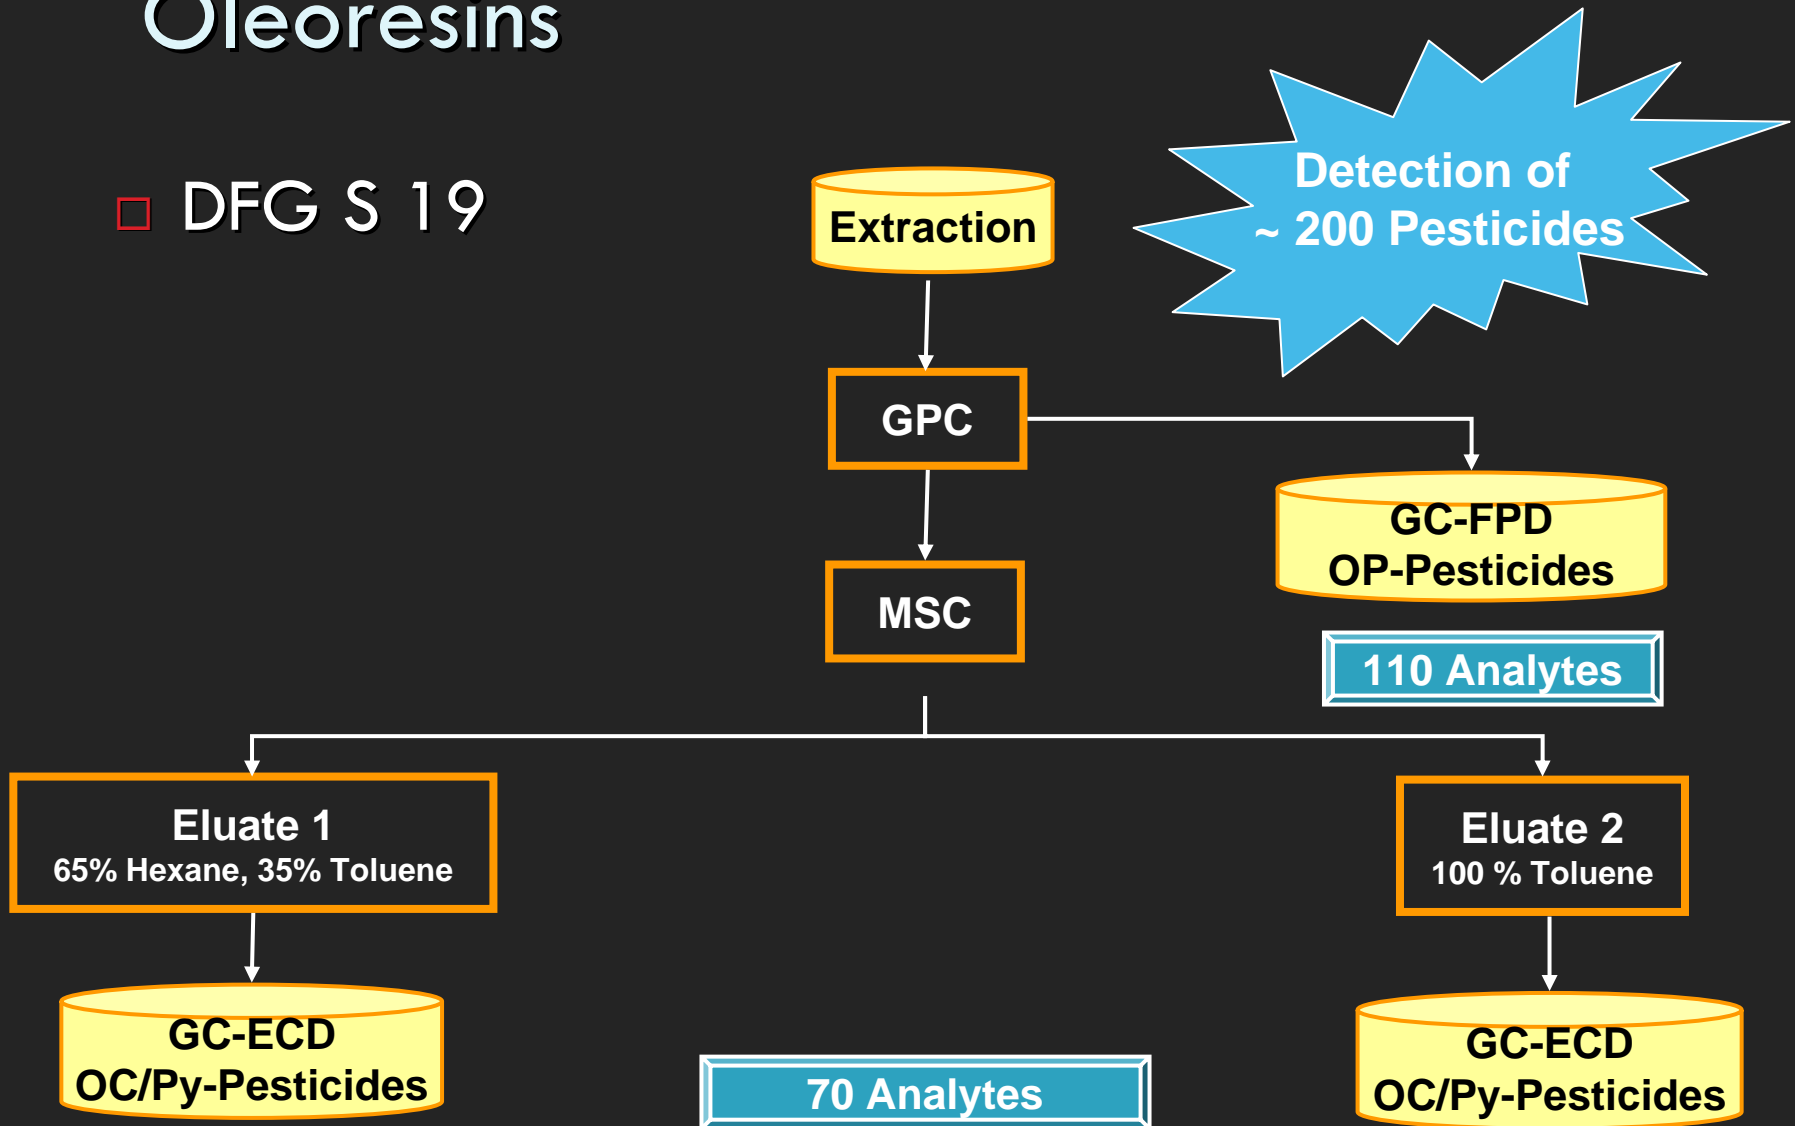 Oleoresins
DFG S 19
Detection of
~ 200 Pesticides
Extraction
GPC
GC-FPD
OP-Pesticides
MSC
110 Analytes
Eluate 1
65% Hexane, 35% Toluene
Eluate 2
100 % Toluene
GC-ECD
OC/Py-Pesticides
70 Analytes
GC-ECD
OC/Py-Pesticides